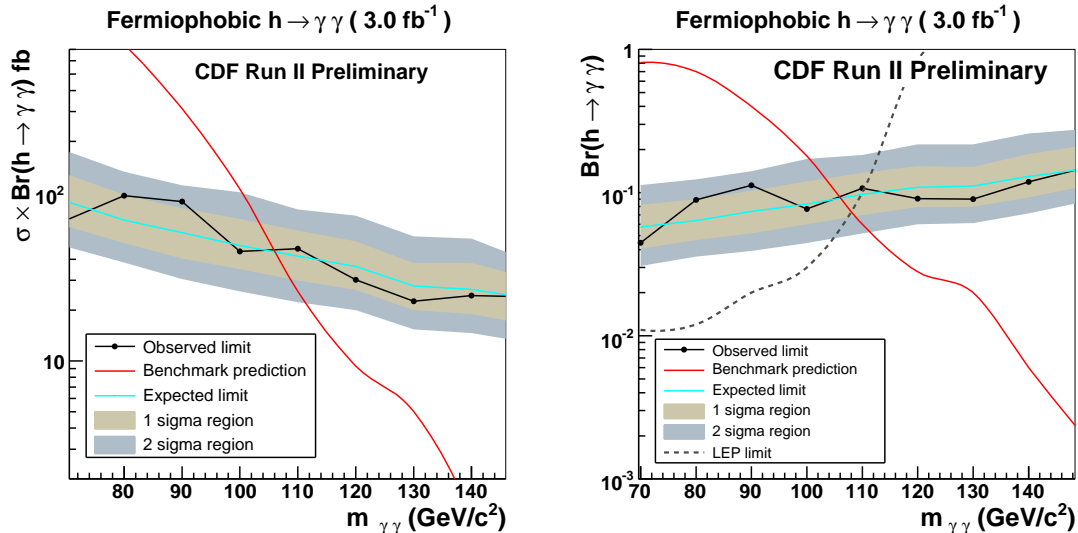 Fermiophobic h → γ γ ( 3.0 fb⁻¹ )
CDF Run II Preliminary
σ × Br(h → γ γ) fb
10²
10
Observed limit
Benchmark prediction
Expected limit
1 sigma region
2 sigma region
80 90 100 110 120 130 140
m γ γ (GeV/c²)
Fermiophobic h → γ γ ( 3.0 fb⁻¹ )
CDF Run II Preliminary
Br(h → γ γ)
1
10⁻¹
10⁻²
10⁻³
Observed limit
Benchmark prediction
Expected limit
1 sigma region
2 sigma region
LEP limit
70 80 90 100 110 120 130 140
m γ γ (GeV/c²)